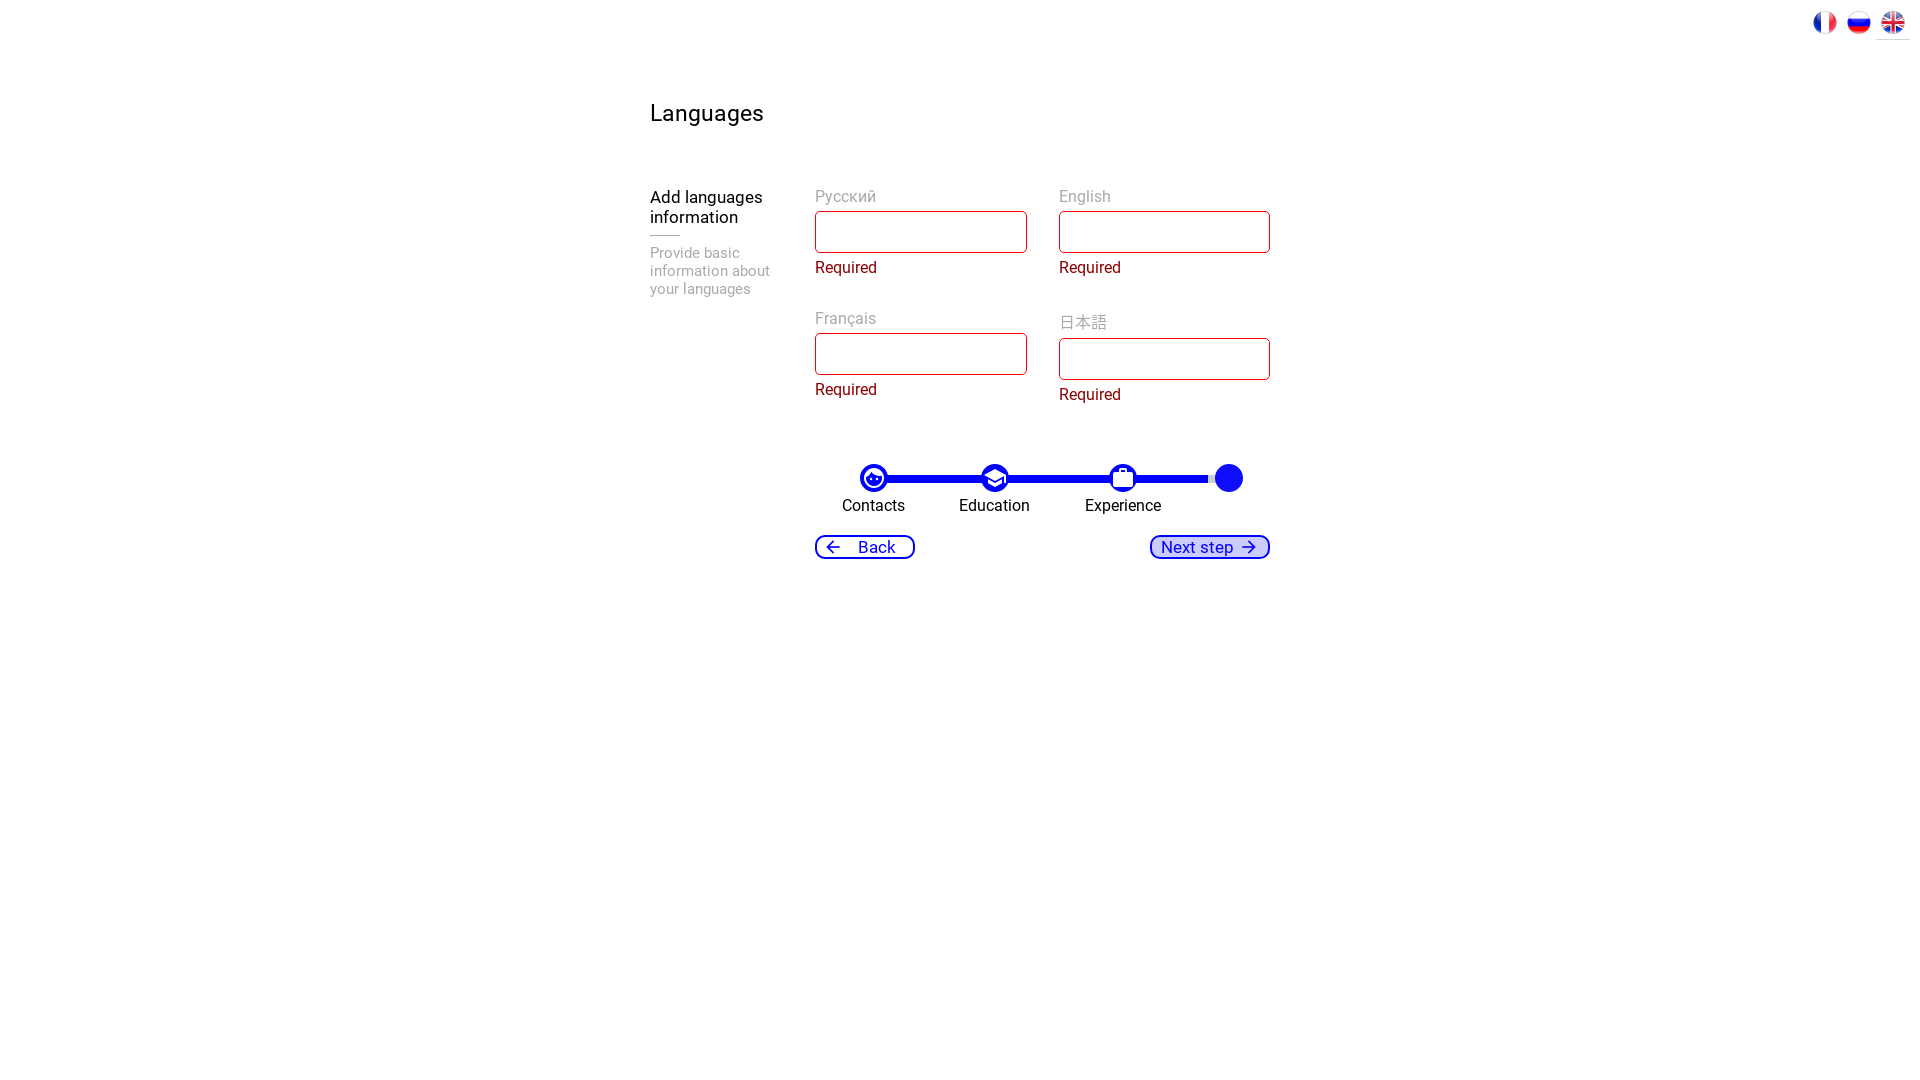 Languages
Add languages
information
Provide basic
information about
your languages
Русский
English
Required
Required
Français
日本語
Required
Required
Contacts
Education
Experience
Back
Next step